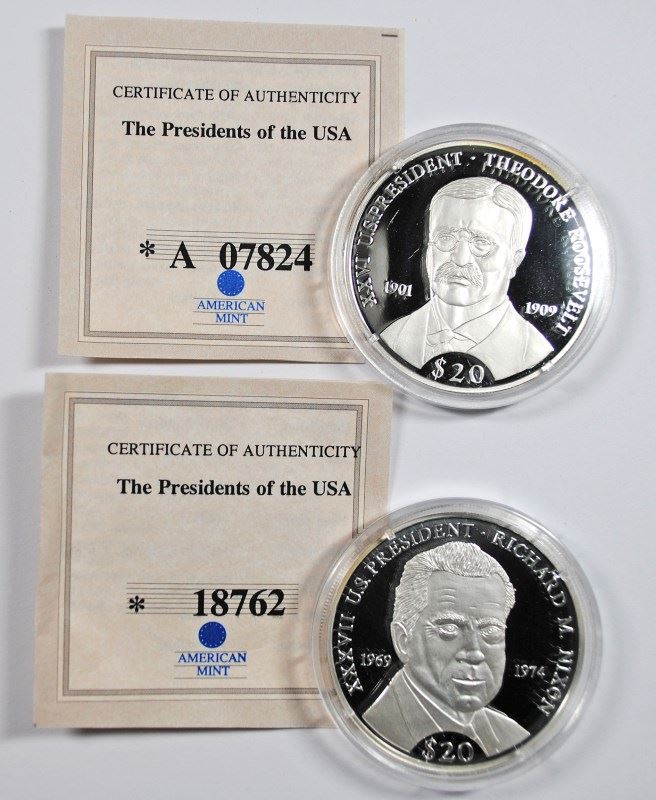 CERTIFICATE OF AUTHENTICITY
The Presidents of the USA
* A 07824
AMERICAN
MINT
XXVI U.S. PRESIDENT · THEODORE ROOSEVELT
1901
1909
$20
CERTIFICATE OF AUTHENTICITY
The Presidents of the USA
* 18762
AMERICAN
MINT
XXXVII U.S. PRESIDENT · RICHARD M. NIXON
1969
1974
$20